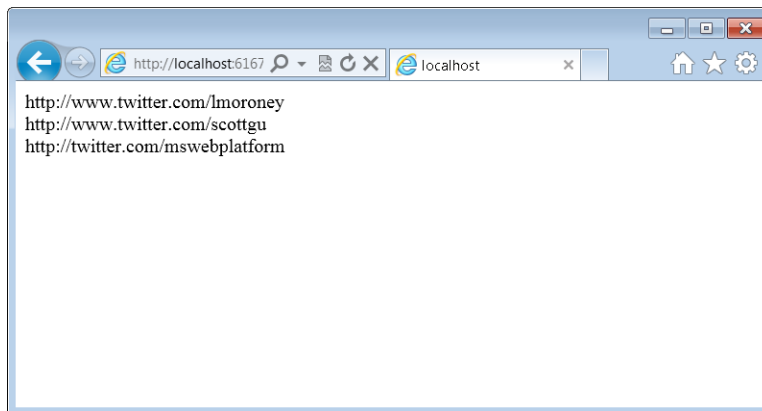 http://localhost:6167
localhost
http://www.twitter.com/lmoroney
http://www.twitter.com/scottgu
http://twitter.com/mswebplatform